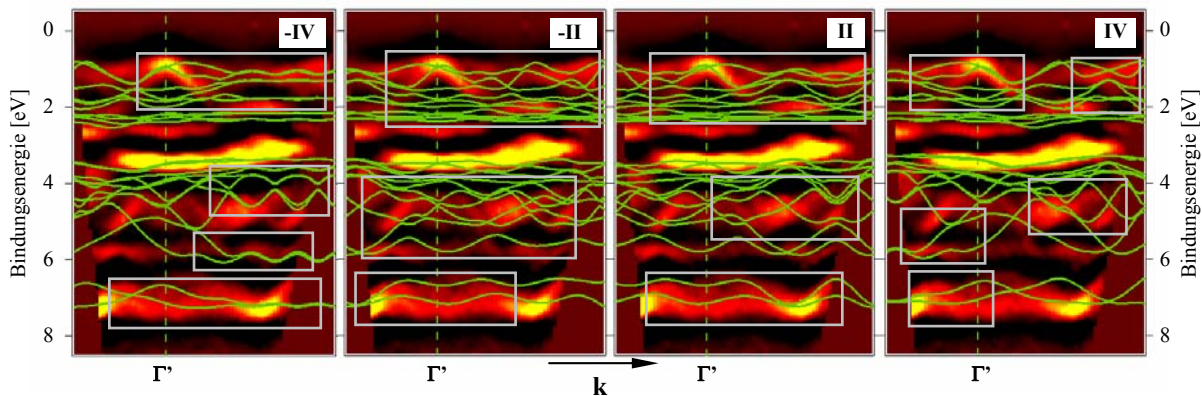 -IV -II II IV
0 0
2 2
4 4
6 6
8 8
Bindungsenergie [eV]
Bindungsenergie [eV]
Γ’ Γ’ Γ’ Γ’
k